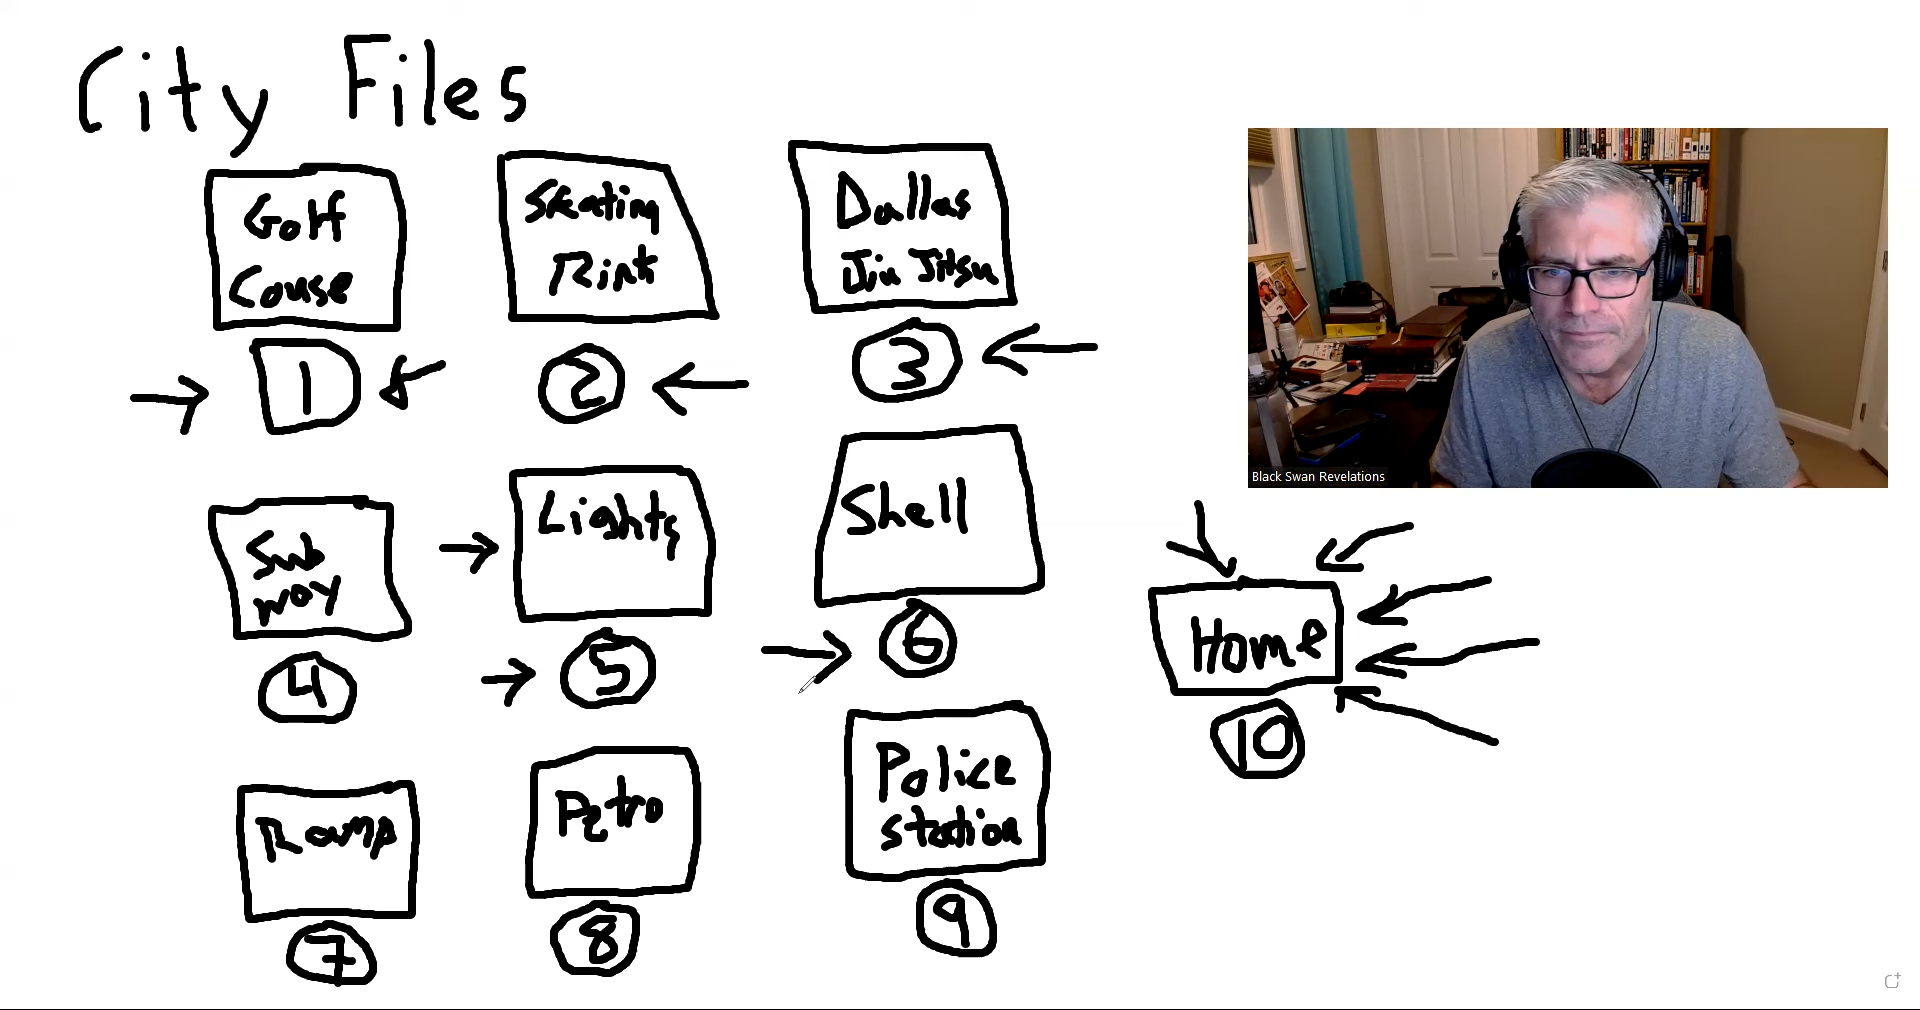 City Files
Golf
Couse
1
Skating
Rink
2
Dallas
Jiu Jitsu
3
Sub
way
4
Lights
5
Shell
6
Ramp
7
Petro
8
Police
station
9
Home
10
Black Swan Revelations